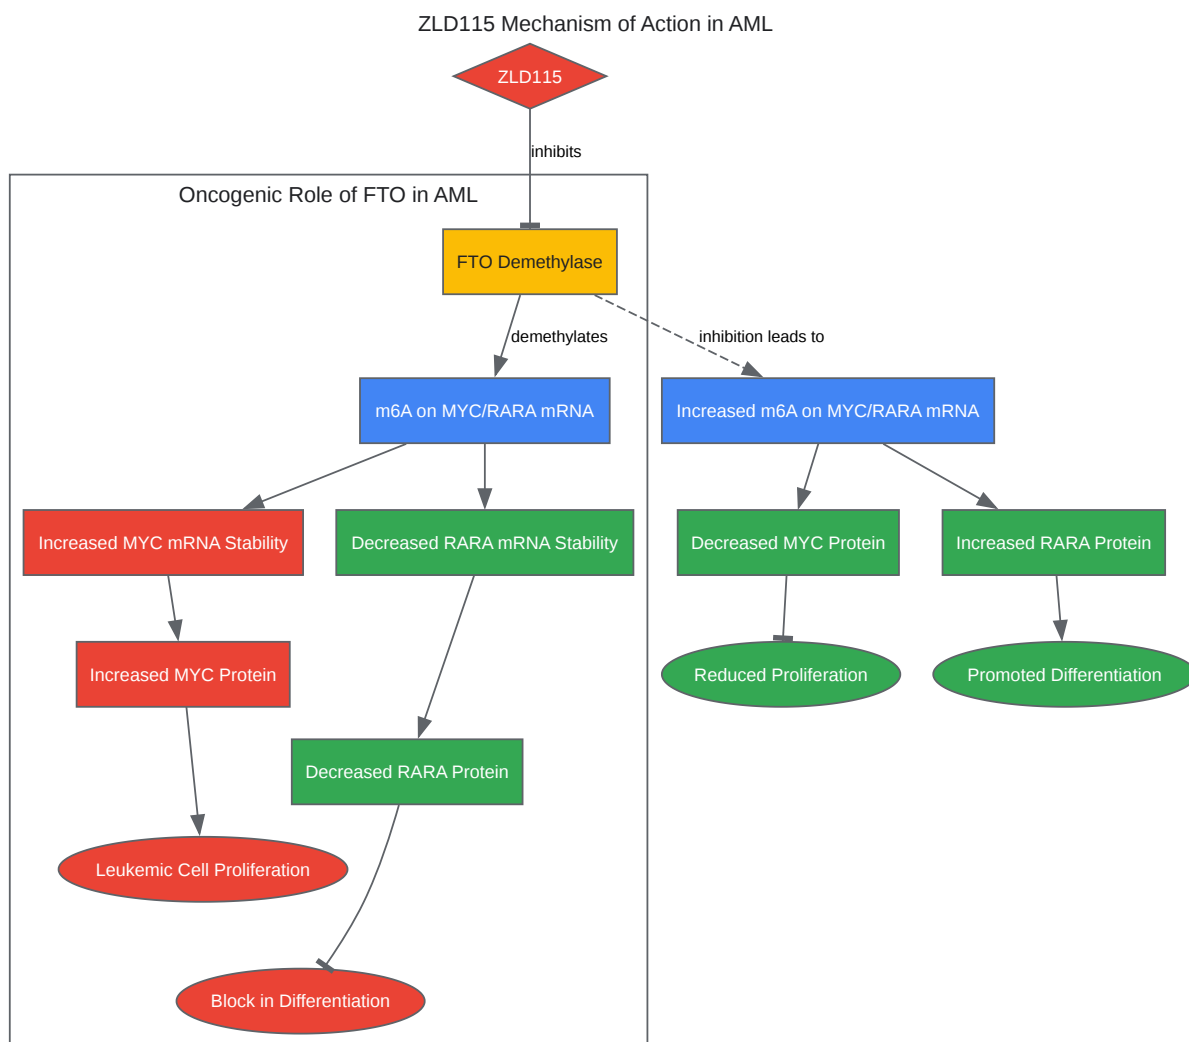 ZLD115 Mechanism of Action in AML
ZLD115
inhibits
Oncogenic Role of FTO in AML
FTO Demethylase
demethylates
inhibition leads to
m6A on MYC/RARA mRNA
Increased m6A on MYC/RARA mRNA
Increased MYC mRNA Stability
Decreased RARA mRNA Stability
Decreased MYC Protein
Increased RARA Protein
Increased MYC Protein
Reduced Proliferation
Promoted Differentiation
Decreased RARA Protein
Leukemic Cell Proliferation
Block in Differentiation